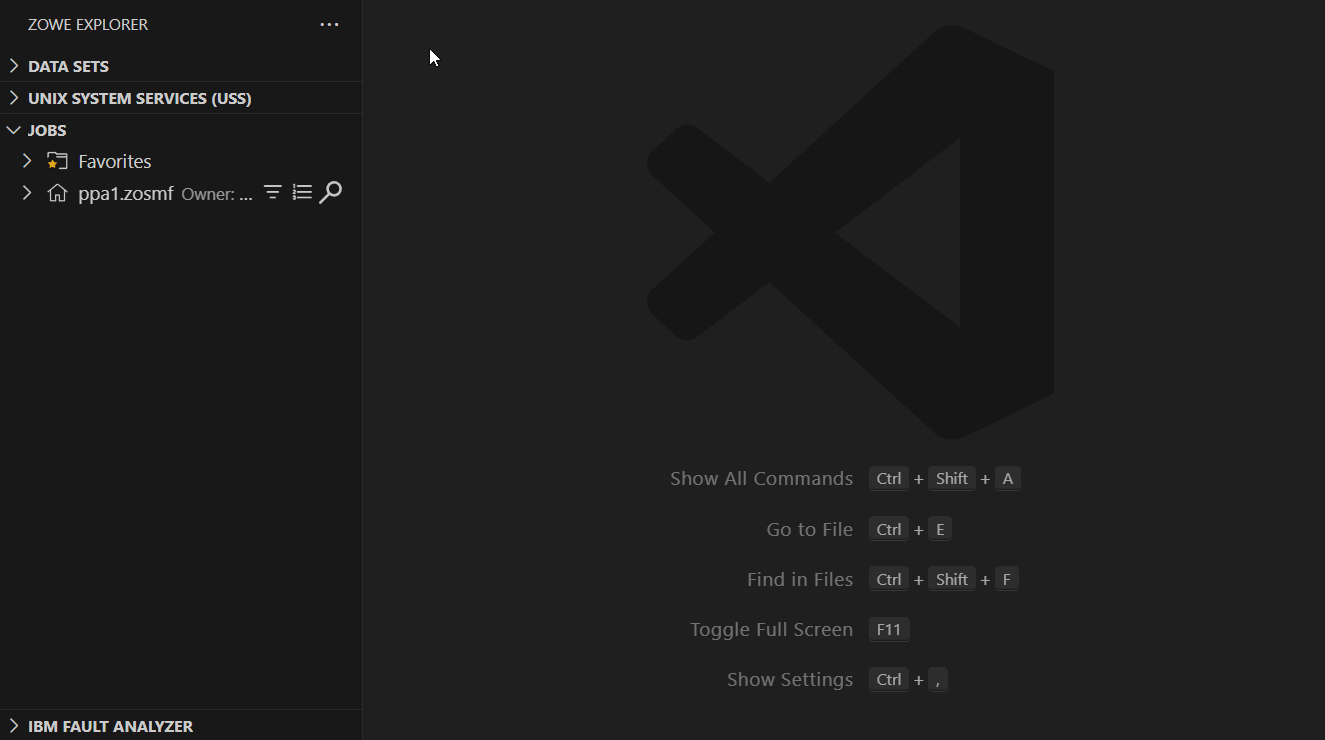 ZOWE EXPLORER
DATA SETS
UNIX SYSTEM SERVICES (USS)
JOBS
Favorites
ppa1.zosmf Owner: ...
Show All Commands Ctrl + Shift + A
Go to File Ctrl + E
Find in Files Ctrl + Shift + F
Toggle Full Screen F11
Show Settings Ctrl + ,
IBM FAULT ANALYZER